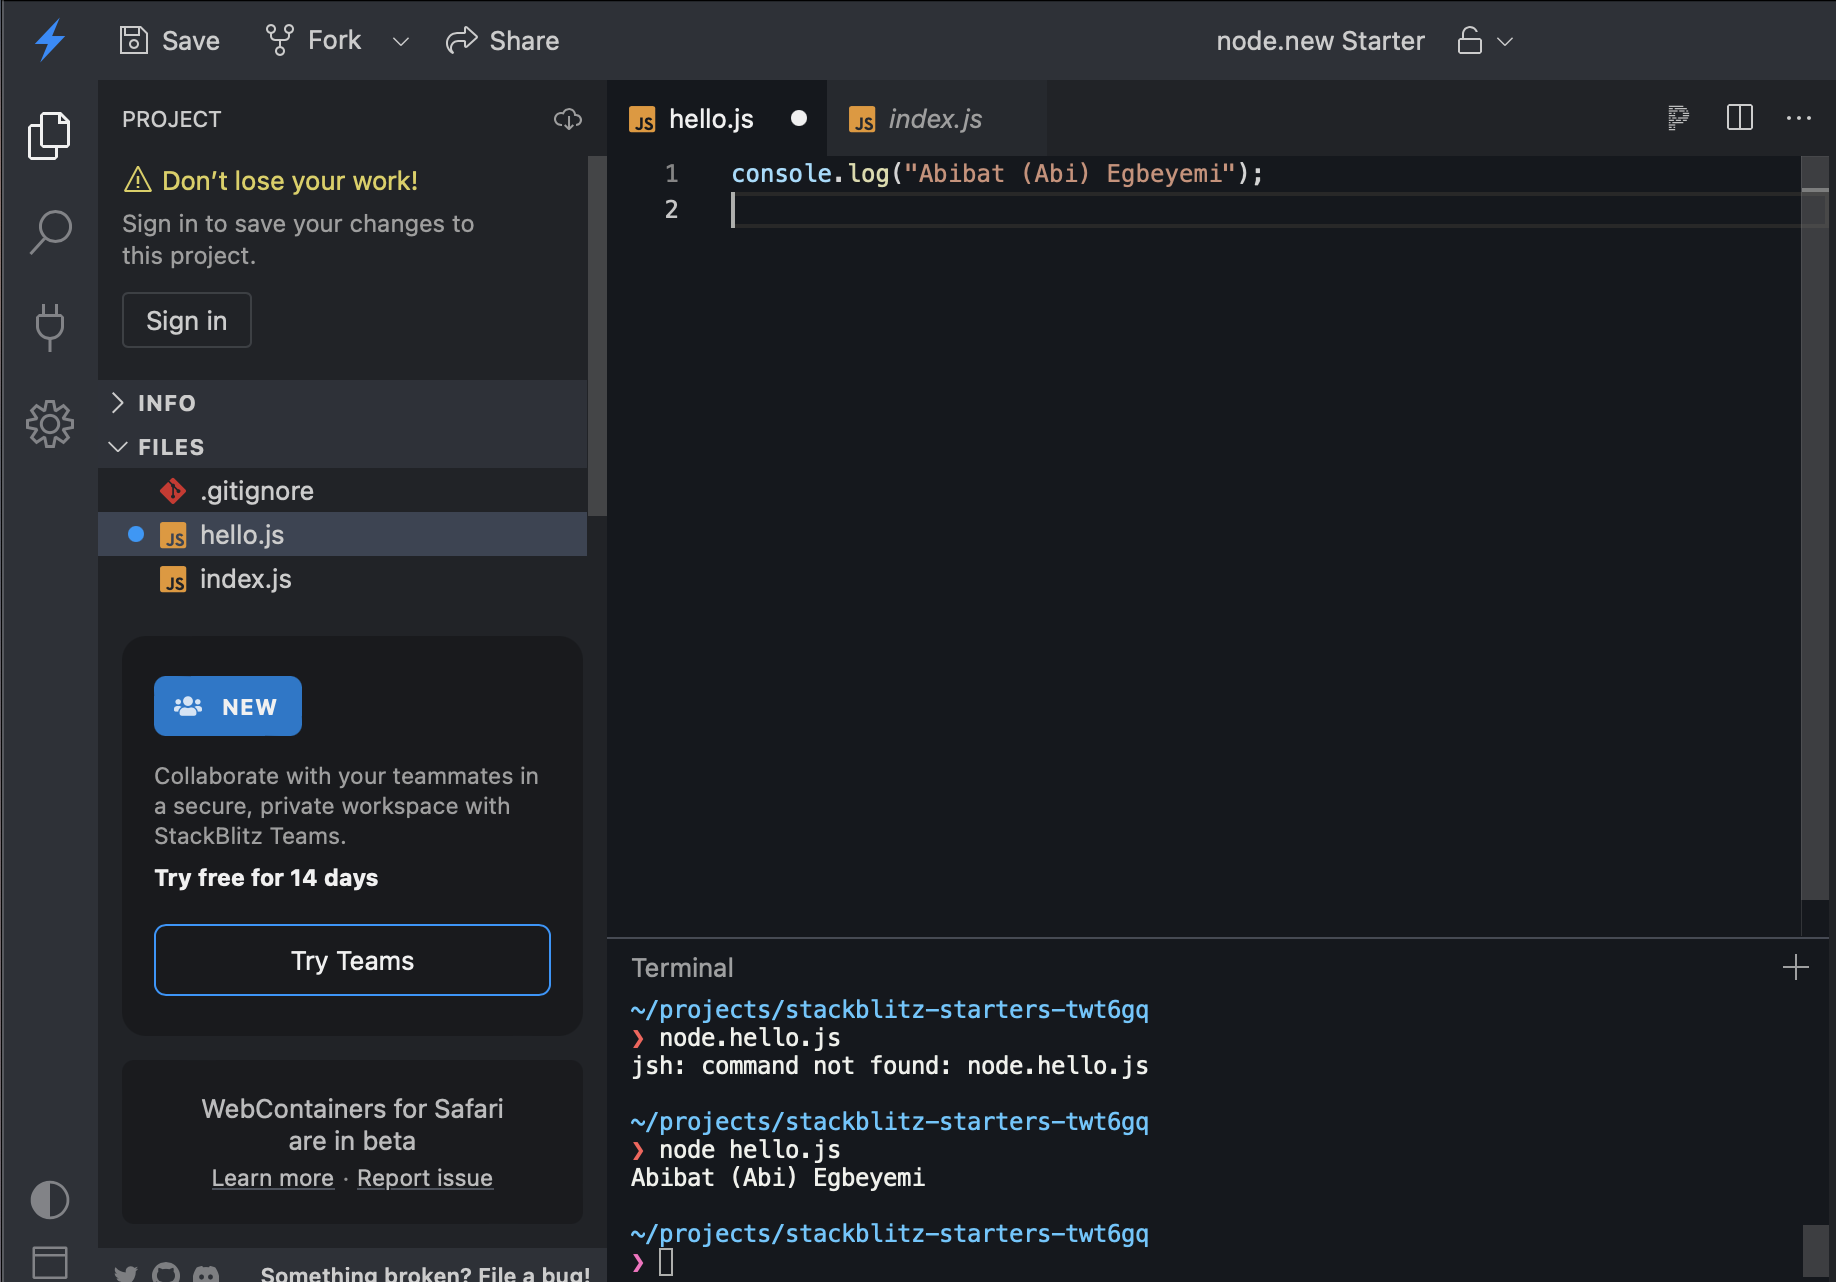 Save Fork Share node.new Starter
PROJECT
Don't lose your work!
Sign in to save your changes to
this project.
Sign in
INFO
FILES
.gitignore
JS hello.js
JS index.js
NEW
Collaborate with your teammates in
a secure, private workspace with
StackBlitz Teams.
Try free for 14 days
Try Teams
WebContainers for Safari
are in beta
Learn more · Report issue
Something broken? File a bug!
JS hello.js JS index.js
1 console.log("Abibat (Abi) Egbeyemi");
2
Terminal
~/projects/stackblitz-starters-twt6gq
❯ node.hello.js
jsh: command not found: node.hello.js
~/projects/stackblitz-starters-twt6gq
❯ node hello.js
Abibat (Abi) Egbeyemi
~/projects/stackblitz-starters-twt6gq
❯